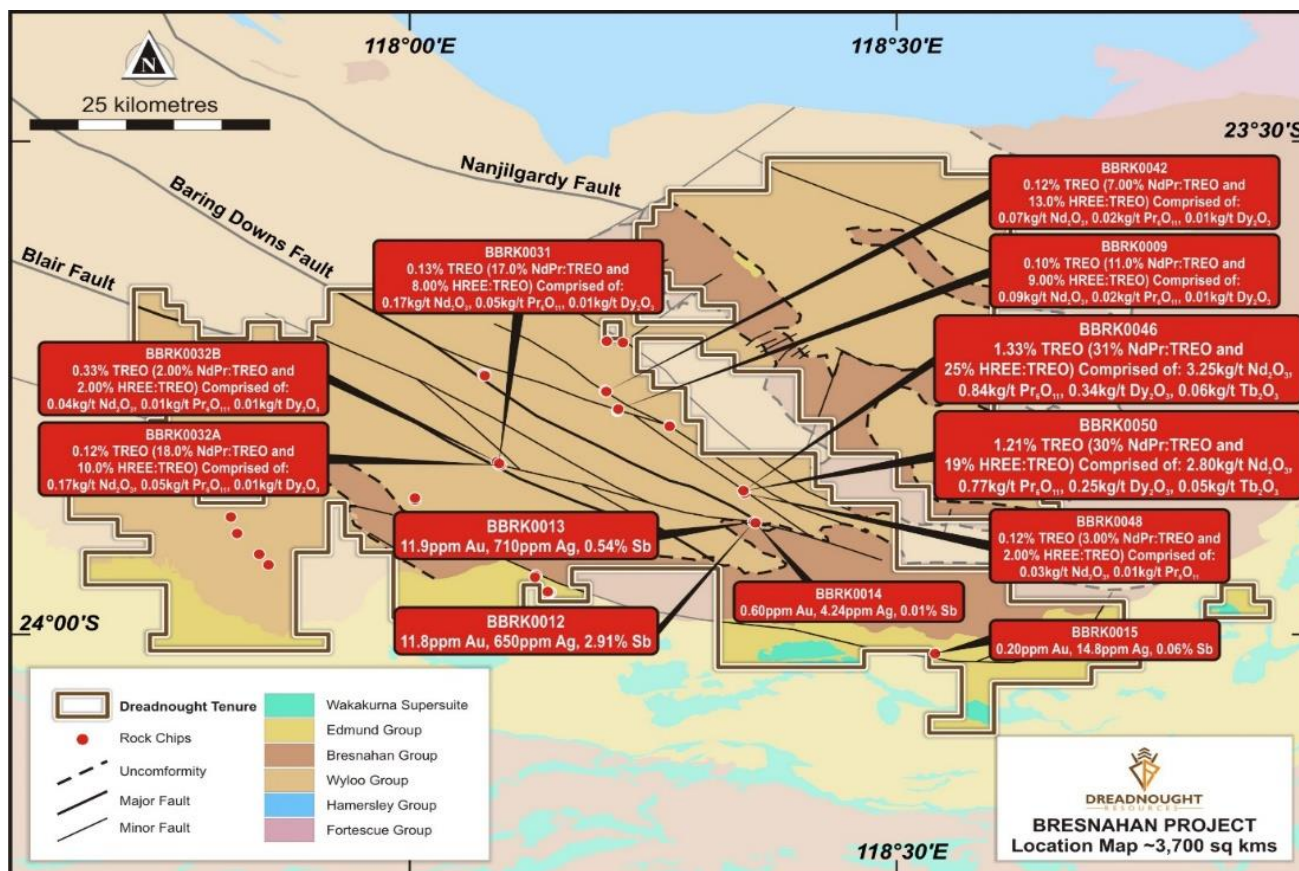 118°00'E
118°30'E
N
25 kilometres
23°30'S
Nanjilgardy Fault
Baring Downs Fault
Blair Fault
BBRK0042
0.12% TREO (7.00% NdPr:TREO and
13.0% HREE:TREO) Comprised of:
0.07kg/t Nd₂O₃, 0.02kg/t Pr₆O₁₁, 0.01kg/t Dy₂O₃
BBRK0031
0.13% TREO (17.0% NdPr:TREO and
8.00% HREE:TREO) Comprised of:
0.17kg/t Nd₂O₃, 0.05kg/t Pr₆O₁₁, 0.01kg/t Dy₂O₃
BBRK0009
0.10% TREO (11.0% NdPr:TREO and
9.00% HREE:TREO) Comprised of:
0.09kg/t Nd₂O₃, 0.02kg/t Pr₆O₁₁, 0.01kg/t Dy₂O₃
BBRK0046
1.33% TREO (31% NdPr:TREO and
25% HREE:TREO) Comprised of: 3.25kg/t Nd₂O₃,
0.84kg/t Pr₆O₁₁, 0.34kg/t Dy₂O₃, 0.06kg/t Tb₂O₃
BBRK0032B
0.33% TREO (2.00% NdPr:TREO and
2.00% HREE:TREO) Comprised of:
0.04kg/t Nd₂O₃, 0.01kg/t Pr₆O₁₁, 0.01kg/t Dy₂O₃
BBRK0032A
0.12% TREO (18.0% NdPr:TREO and
10.0% HREE:TREO) Comprised of:
0.17kg/t Nd₂O₃, 0.05kg/t Pr₆O₁₁, 0.01kg/t Dy₂O₃
BBRK0050
1.21% TREO (30% NdPr:TREO and
19% HREE:TREO) Comprised of: 2.80kg/t Nd₂O₃,
0.77kg/t Pr₆O₁₁, 0.25kg/t Dy₂O₃, 0.05kg/t Tb₂O₃
BBRK0013
11.9ppm Au, 710ppm Ag, 0.54% Sb
BBRK0048
0.12% TREO (3.00% NdPr:TREO and
2.00% HREE:TREO) Comprised of:
0.03kg/t Nd₂O₃, 0.01kg/t Pr₆O₁₁
BBRK0014
0.60ppm Au, 4.24ppm Ag, 0.01% Sb
BBRK0012
11.8ppm Au, 650ppm Ag, 2.91% Sb
24°00'S
BBRK0015
0.20ppm Au, 14.8ppm Ag, 0.06% Sb
Dreadnought Tenure
Rock Chips
Uncomformity
Major Fault
Minor Fault
Wakakurna Supersuite
Edmund Group
Bresnahan Group
Wyloo Group
Hamersley Group
Fortescue Group
118°30'E
DREADNOUGHT
RESOURCES
BRESNAHAN PROJECT
Location Map ~3,700 sq kms